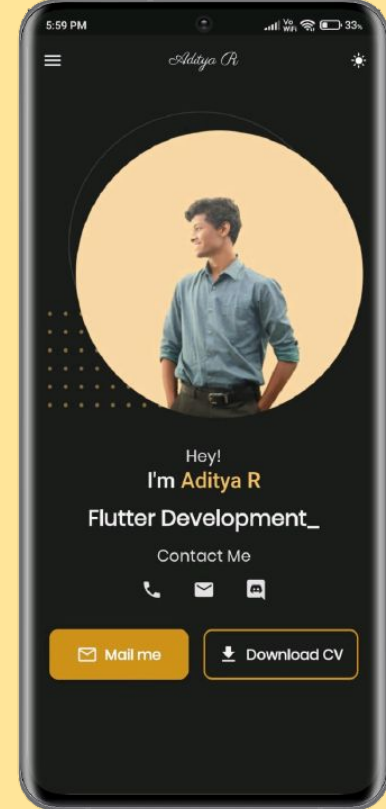 5:59 PM Vo WiFi 33%
Aditya R
Hey!
I'm Aditya R
Flutter Development_
Contact Me
Mail me Download CV